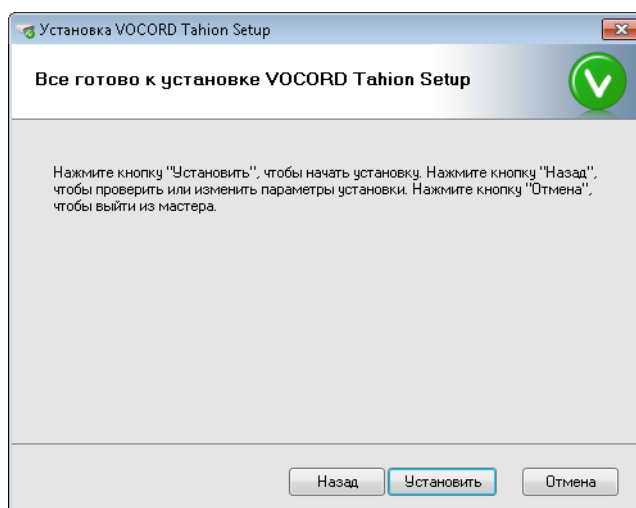 Установка VOCORD Tahion Setup
Все готово к установке VOCORD Tahion Setup
V
Нажмите кнопку "Установить", чтобы начать установку. Нажмите кнопку "Назад",
чтобы проверить или изменить параметры установки. Нажмите кнопку "Отмена",
чтобы выйти из мастера.
Назад
Установить
Отмена